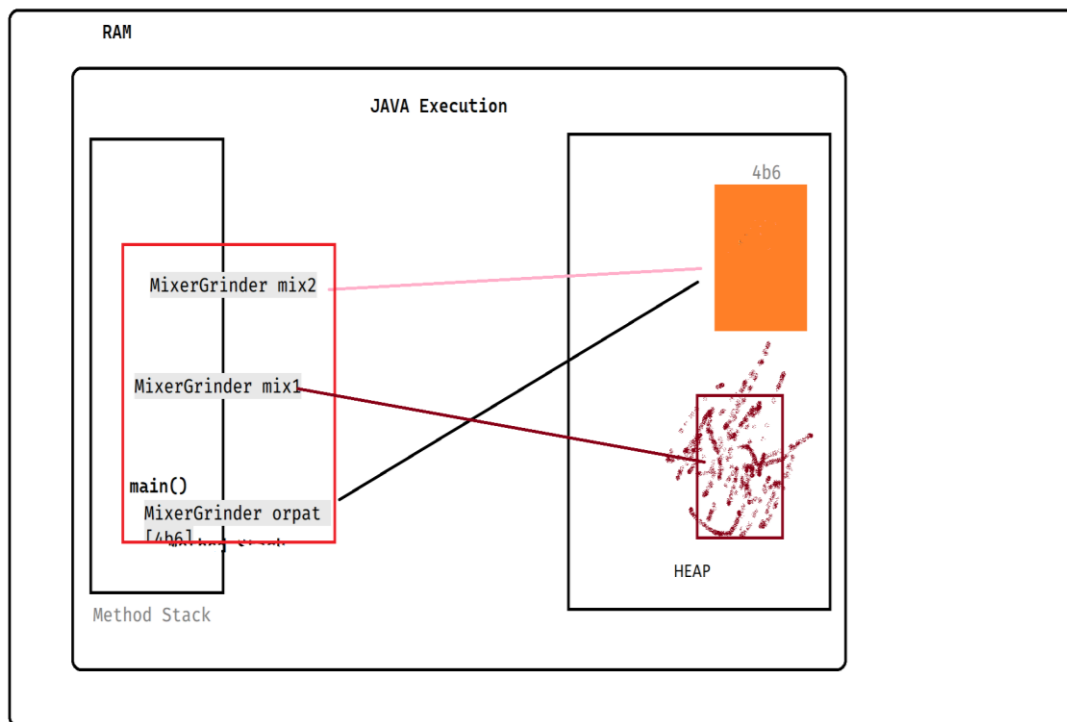 RAM
JAVA Execution
4b6
MixerGrinder mix2
MixerGrinder mix1
main()
MixerGrinder orpat
[4b6]
HEAP
Method Stack